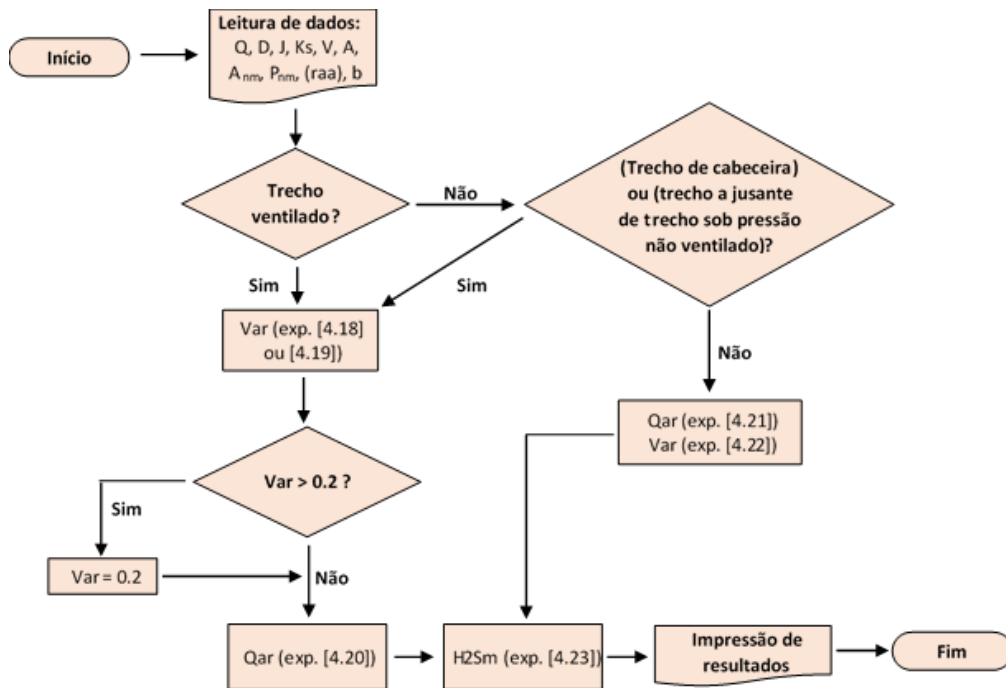 Leitura de dados:
Q, D, J, Ks, V, A,
Anm, Pnm, (raa), b
Início
Trecho
ventilado?
Não
(Trecho de cabeceira)
ou (trecho a jusante
de trecho sob pressão
não ventilado)?
Sim
Sim
Var (exp. [4.18]
ou [4.19])
Não
Qar (exp. [4.21])
Var (exp. [4.22])
Var > 0.2 ?
Sim
Var = 0.2
Não
Qar (exp. [4.20])
H2Sm (exp. [4.23])
Impressão de
resultados
Fim